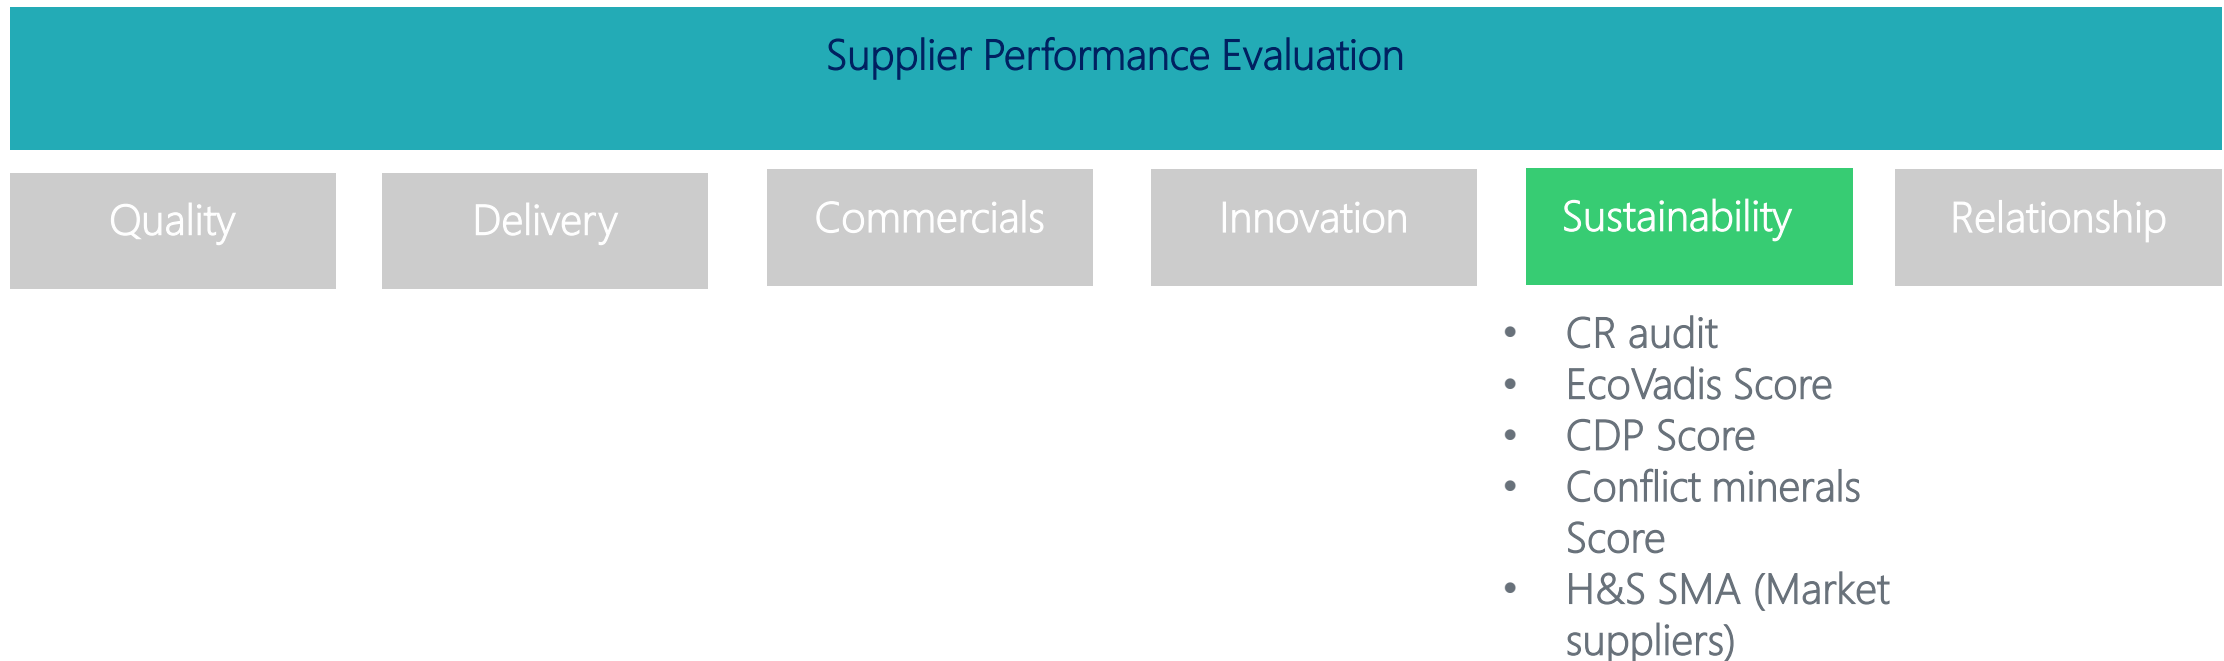 Supplier Performance Evaluation
Quality
Delivery
Commercials
Innovation
Sustainability
Relationship
• CR audit
• EcoVadis Score
• CDP Score
• Conflict minerals
Score
• H&S SMA (Market
suppliers)